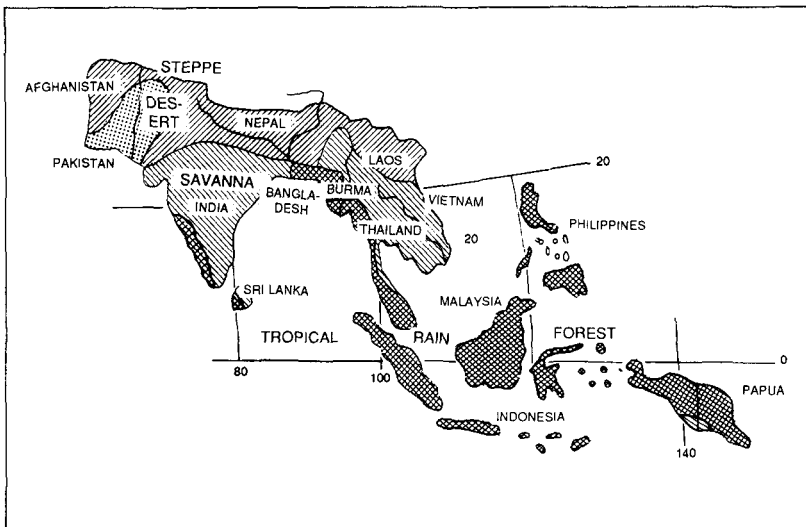 STEPPE
AFGHANISTAN
DES-
ERT
NEPAL
PAKISTAN
LAOS
SAVANNA
BANGLA-
DESH
BURMA
INDIA
VIETNAM
THAILAND
20
20
PHILIPPINES
SRI LANKA
MALAYSIA
TROPICAL RAIN FOREST
80
100
0
PAPUA
INDONESIA
140